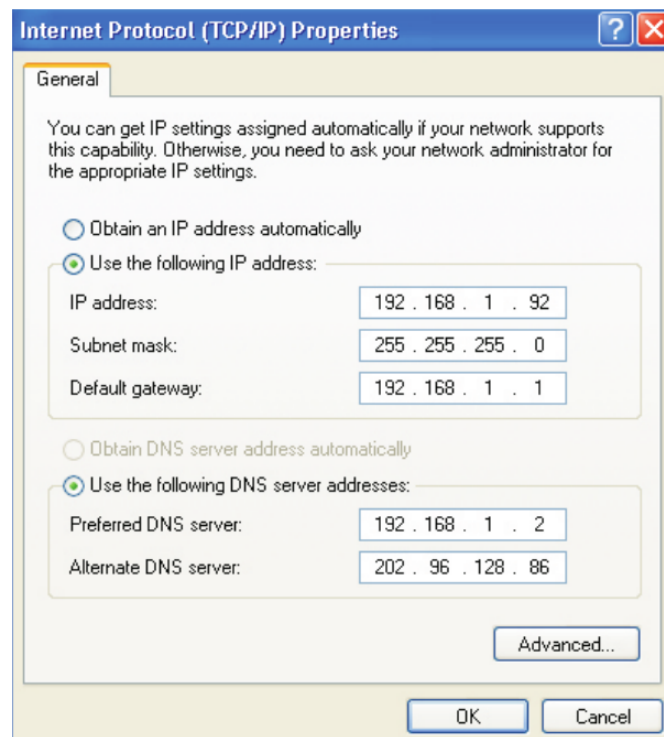 Internet Protocol (TCP/IP) Properties
General
You can get IP settings assigned automatically if your network supports
this capability. Otherwise, you need to ask your network administrator for
the appropriate IP settings.
Obtain an IP address automatically
Use the following IP address:
IP address: 192 . 168 . 1 . 92
Subnet mask: 255 . 255 . 255 . 0
Default gateway: 192 . 168 . 1 . 1
Obtain DNS server address automatically
Use the following DNS server addresses:
Preferred DNS server: 192 . 168 . 1 . 2
Alternate DNS server: 202 . 96 . 128 . 86
Advanced...
OK Cancel